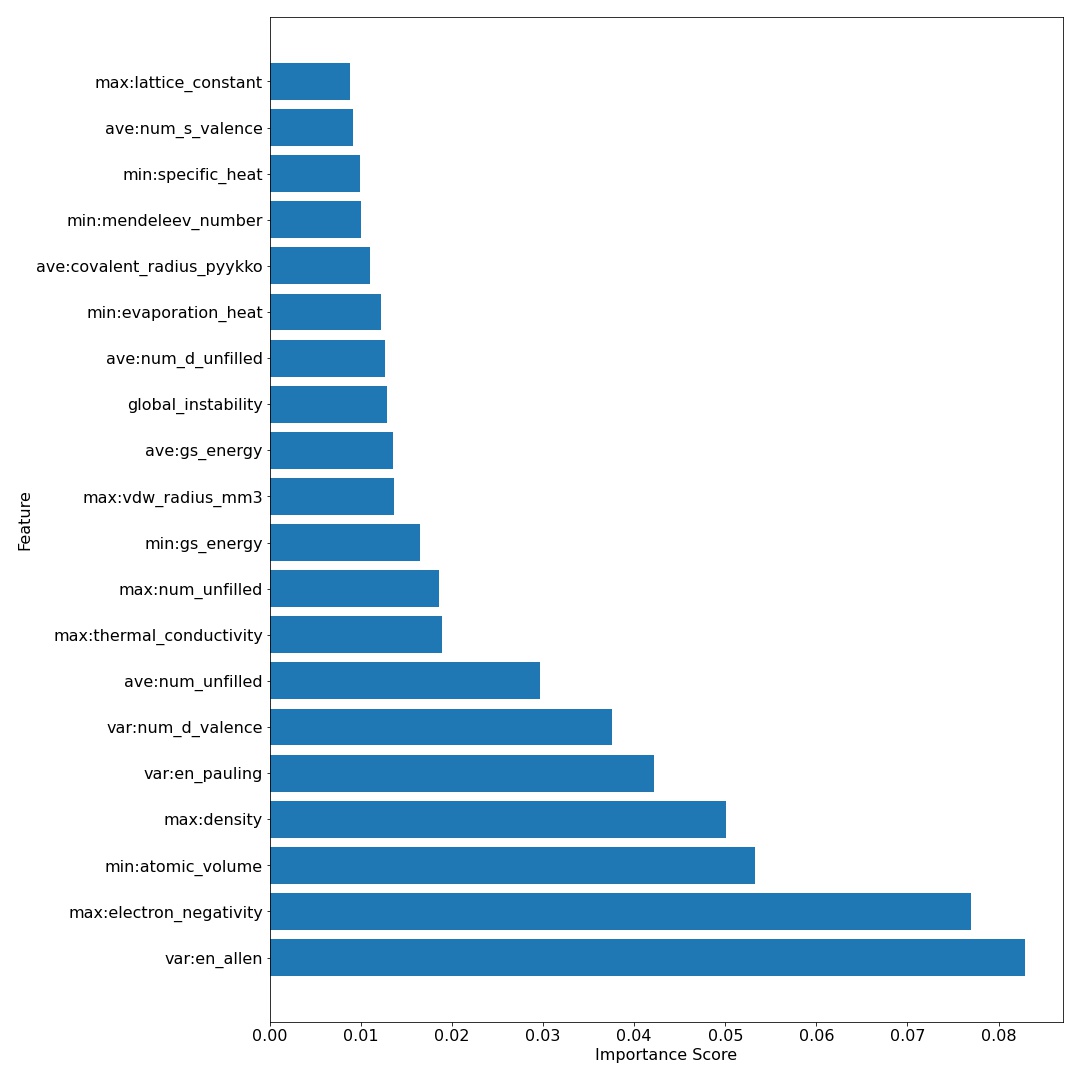 max:lattice_constant
ave:num_s_valence
min:specific_heat
min:mendeleev_number
ave:covalent_radius_pyykko
min:evaporation_heat
ave:num_d_unfilled
global_instability
ave:gs_energy
max:vdw_radius_mm3
min:gs_energy
max:num_unfilled
max:thermal_conductivity
ave:num_unfilled
var:num_d_valence
var:en_pauling
max:density
min:atomic_volume
max:electron_negativity
var:en_allen
Feature
0.00 0.01 0.02 0.03 0.04 0.05 0.06 0.07 0.08
Importance Score